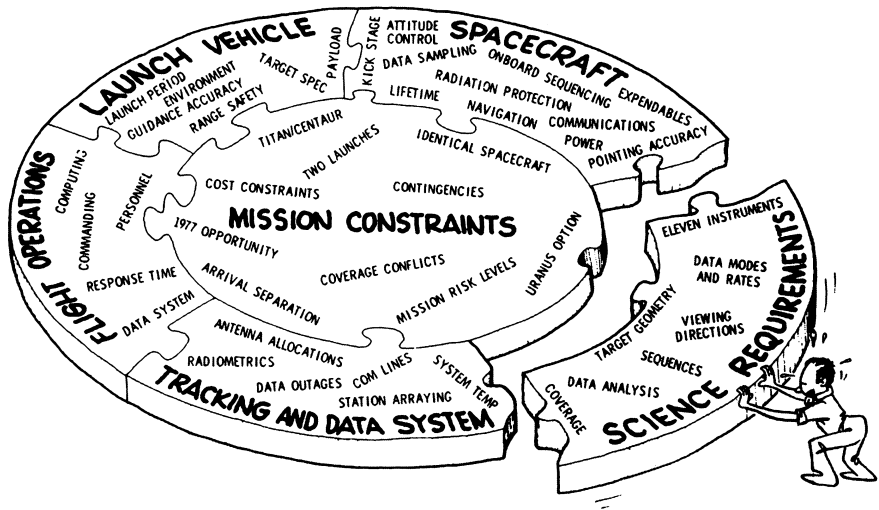 LAUNCH VEHICLE
LAUNCH PERIOD
ENVIRONMENT
GUIDANCE ACCURACY
RANGE SAFETY
TARGET SPEC
PAYLOAD
SPACECRAFT
KICK STAGE
ATTITUDE
CONTROL
DATA SAMPLING
ONBOARD SEQUENCING
EXPENDABLES
RADIATION PROTECTION
LIFETIME
NAVIGATION
COMMUNICATIONS
POWER
POINTING ACCURACY
FLIGHT OPERATIONS
COMPUTING
COMMANDING
PERSONNEL
RESPONSE TIME
DATA SYSTEM
MISSION CONSTRAINTS
TITAN/CENTAUR
TWO LAUNCHES
IDENTICAL SPACECRAFT
COST CONSTRAINTS
CONTINGENCIES
1977 OPPORTUNITY
COVERAGE CONFLICTS
ARRIVAL SEPARATION
MISSION RISK LEVELS
URANUS OPTION
TRACKING AND DATA SYSTEM
ANTENNA ALLOCATIONS
RADIOMETRICS
DATA OUTAGES
COM LINES
STATION ARRAYING
SYSTEM TEMP
SCIENCE REQUIREMENTS
ELEVEN INSTRUMENTS
DATA MODES
AND RATES
TARGET GEOMETRY
VIEWING
DIRECTIONS
SEQUENCES
DATA ANALYSIS
COVERAGE